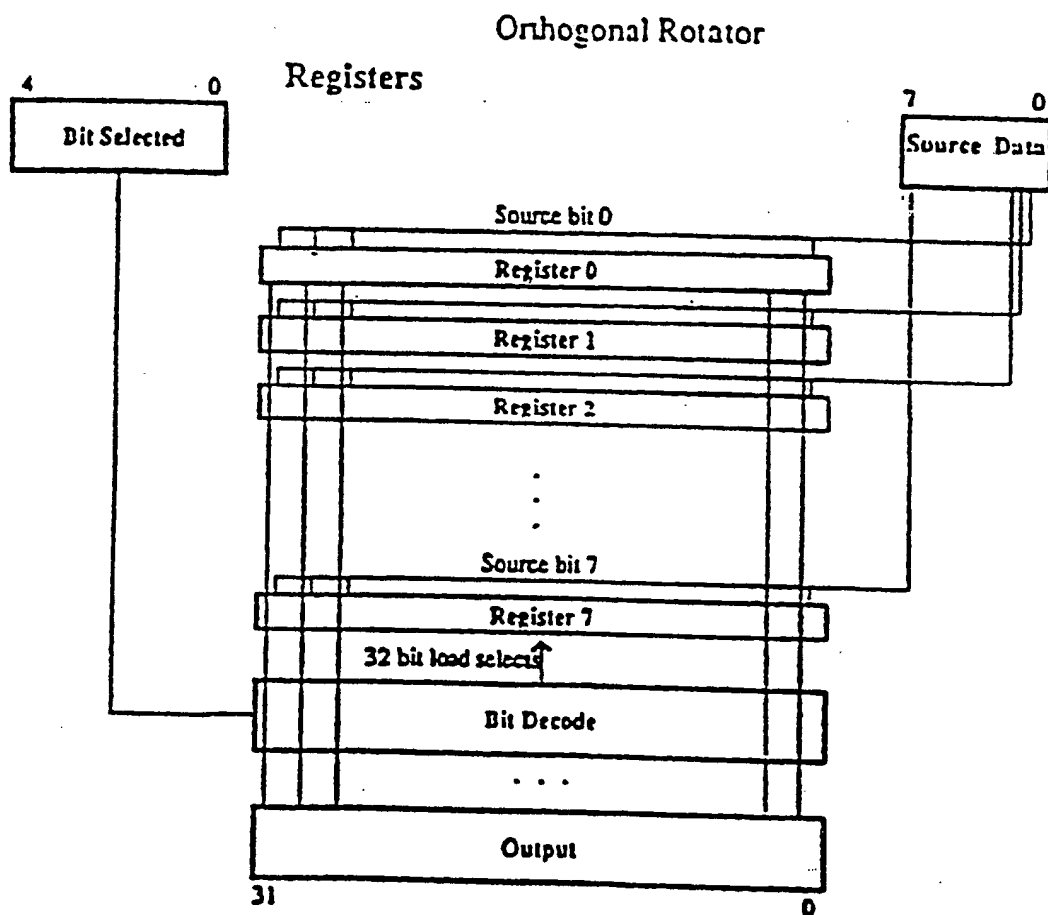 Orthogonal Rotator
Registers
4 0
Bit Selected
7 0
Source Data
Source bit 0
Register 0
Register 1
Register 2
Source bit 7
Register 7
32 bit load selects
Bit Decode
Output
31 0